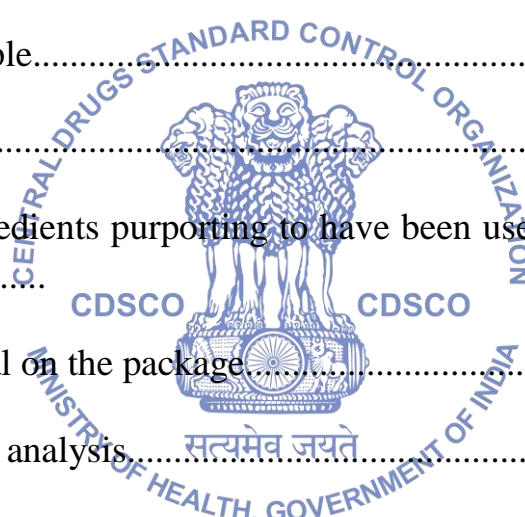 CENTRAL DRUGS STANDARD CONTROL ORGANIZATION
ple........................................................
................................................................
edients purporting to have been use
.....
CDSCO CDSCO
l on the package........................................
analysis........................................................
सत्यमेव जयते
MINISTRY OF HEALTH, GOVERNMENT OF INDIA